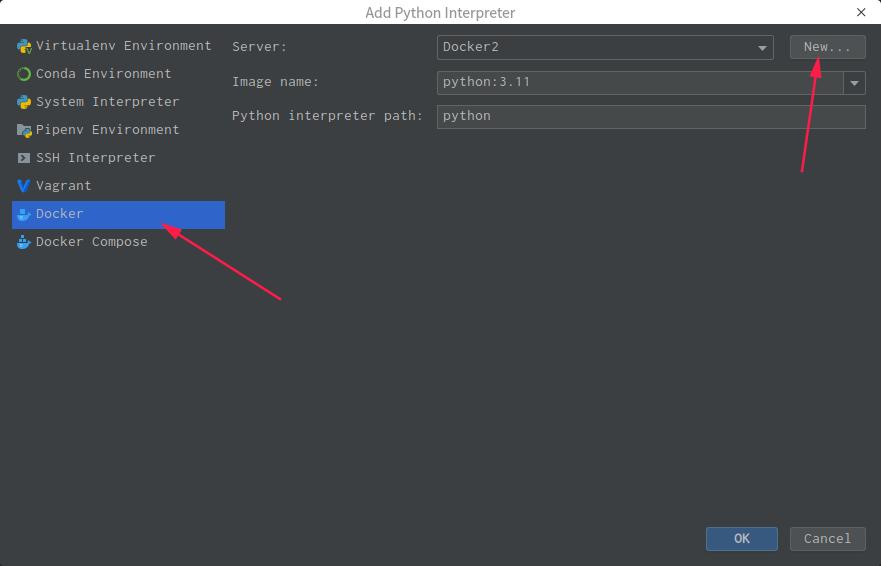 Add Python Interpreter
Virtualenv Environment
Conda Environment
System Interpreter
Pipenv Environment
SSH Interpreter
Vagrant
Docker
Docker Compose
Server: Docker2 New...
Image name: python:3.11
Python interpreter path: python
OK Cancel